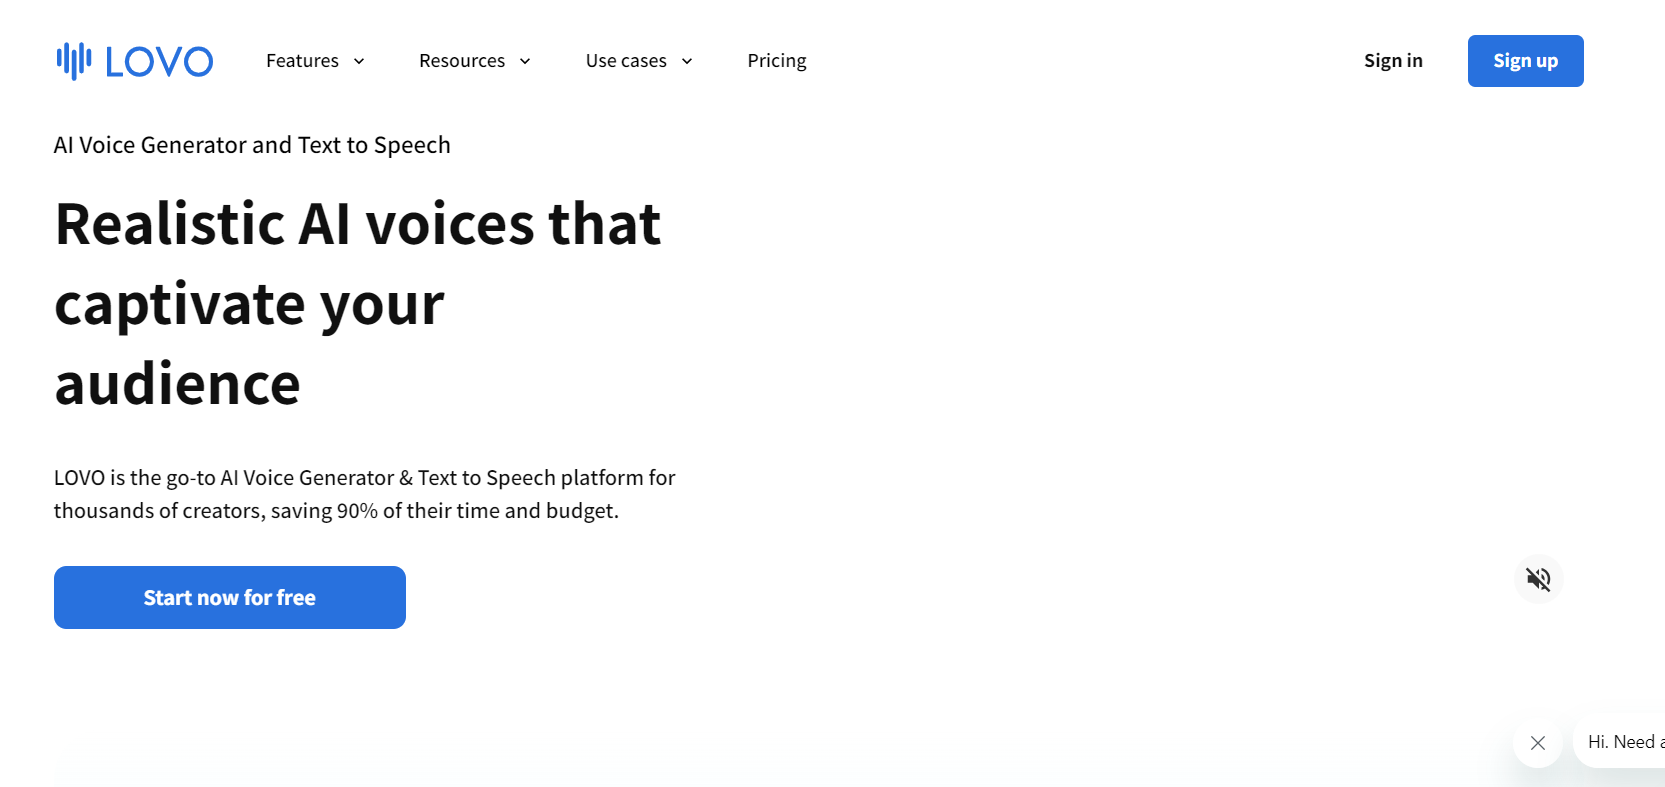 LOVO
Features
Resources
Use cases
Pricing
Sign in
Sign up
AI Voice Generator and Text to Speech
Realistic AI voices that
captivate your
audience
LOVO is the go-to AI Voice Generator & Text to Speech platform for
thousands of creators, saving 90% of their time and budget.
Start now for free
Hi. Need a